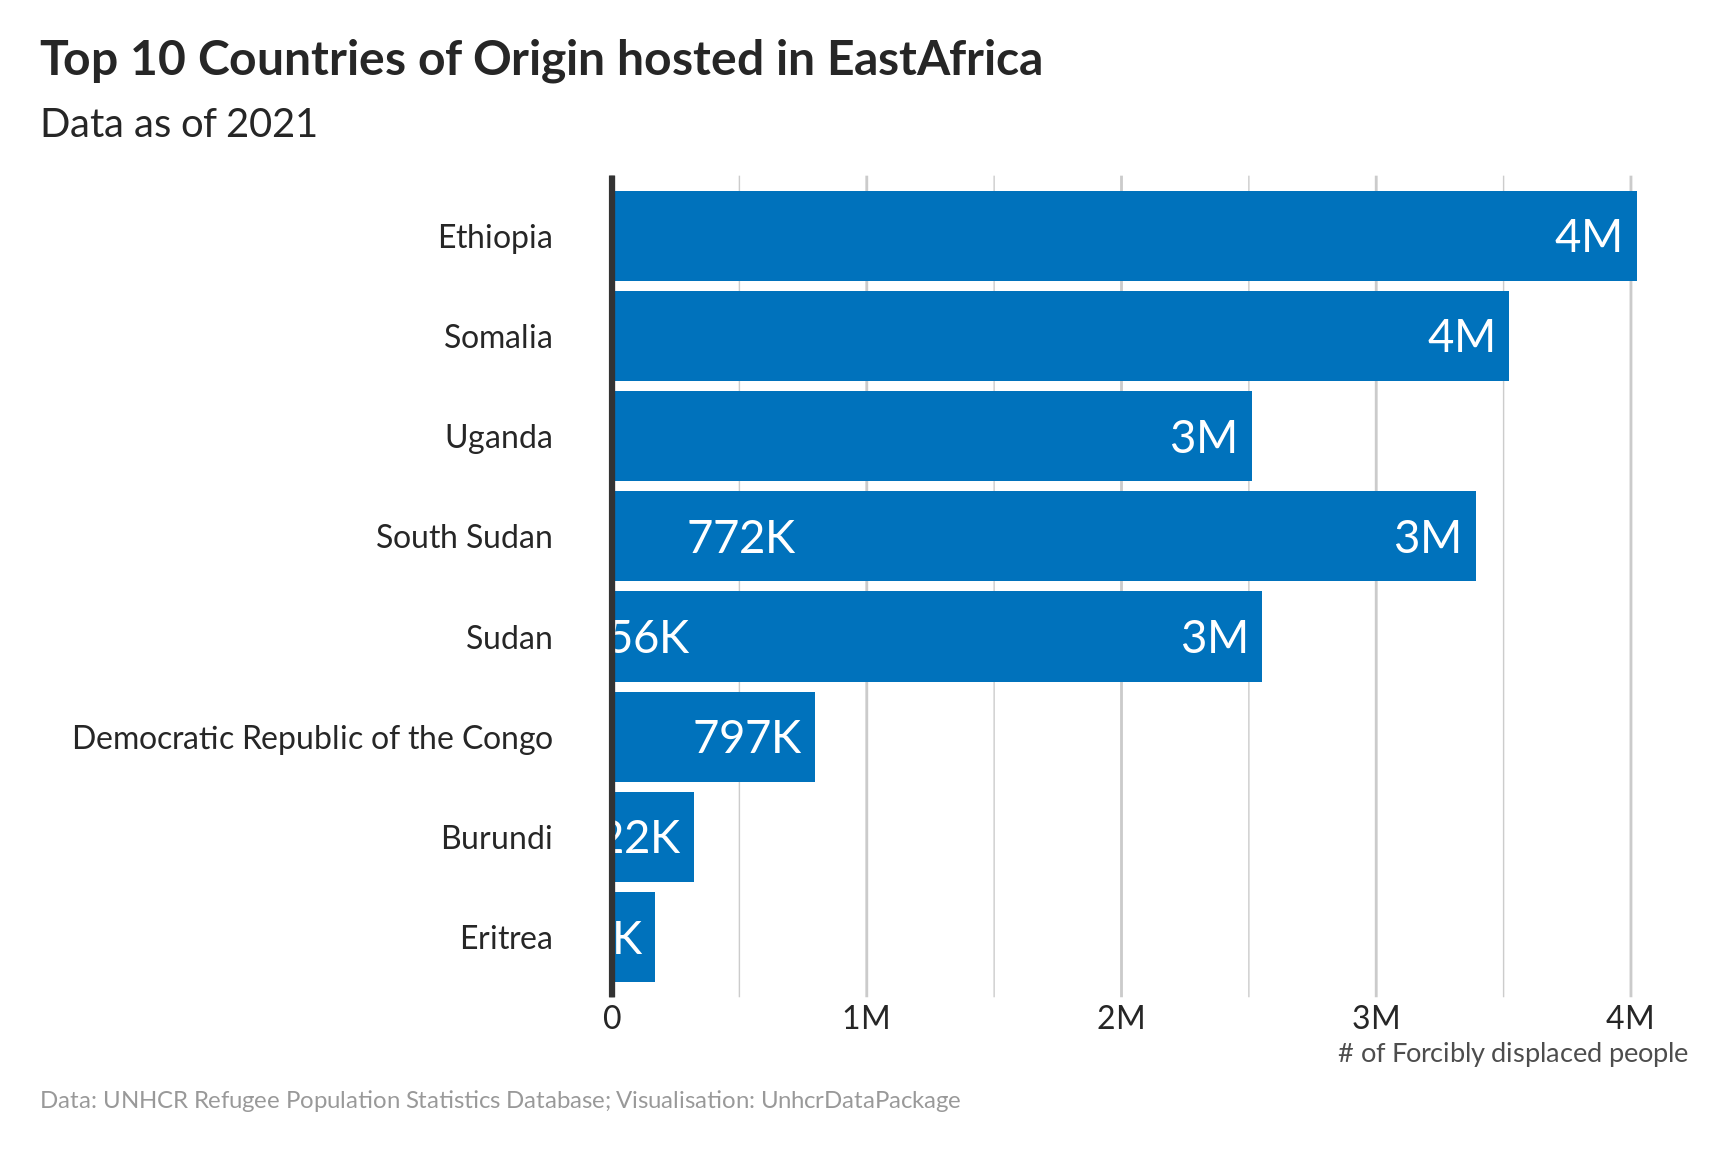 Top 10 Countries of Origin hosted in EastAfrica
Data as of 2021
Ethiopia 4M
Somalia 4M
Uganda 3M
South Sudan 772K 3M
Sudan 56K 3M
Democratic Republic of the Congo 797K
Burundi 22K
Eritrea K
0 1M 2M 3M 4M
# of Forcibly displaced people
Data: UNHCR Refugee Population Statistics Database; Visualisation: UnhcrDataPackage